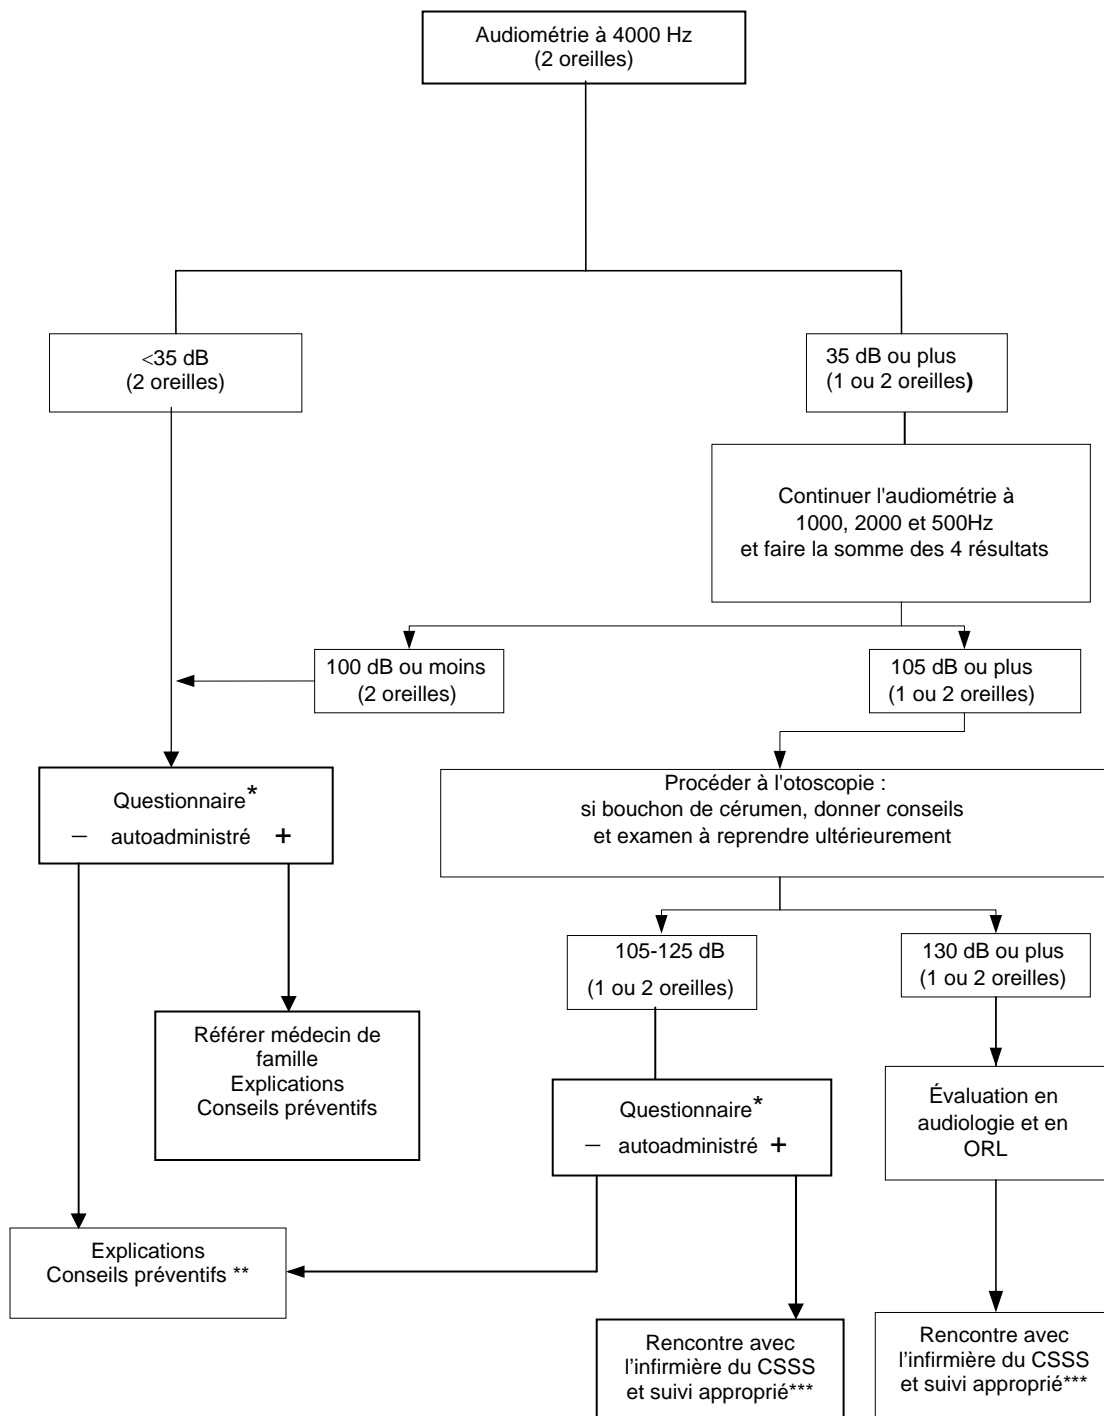 Audiométrie à 4000 Hz
(2 oreilles)
<35 dB
(2 oreilles)
35 dB ou plus
(1 ou 2 oreilles)
Continuer l'audiométrie à
1000, 2000 et 500Hz
et faire la somme des 4 résultats
100 dB ou moins
(2 oreilles)
105 dB ou plus
(1 ou 2 oreilles)
Procéder à l'otoscopie :
si bouchon de cérumen, donner conseils
et examen à reprendre ultérieurement
Questionnaire*
– autoadministré +
105-125 dB
(1 ou 2 oreilles)
130 dB ou plus
(1 ou 2 oreilles)
Référer médecin de
famille
Explications
Conseils préventifs
Questionnaire*
– autoadministré +
Évaluation en
audiologie et en
ORL
Explications
Conseils préventifs **
Rencontre avec
l'infirmière du CSSS
et suivi approprié***
Rencontre avec
l'infirmière du CSSS
et suivi approprié***